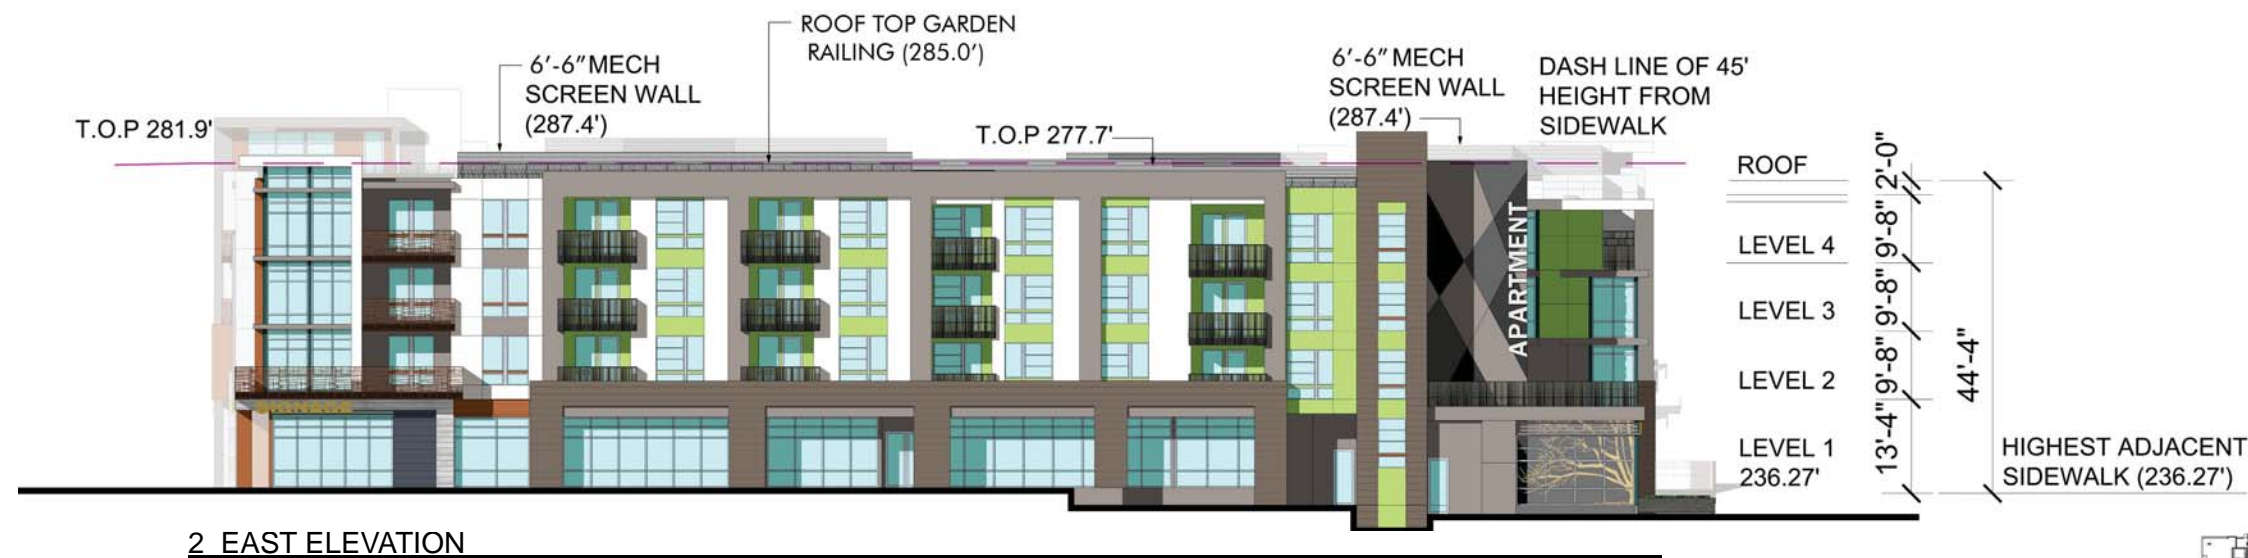 ROOF TOP GARDEN
RAILING (285.0')
6'-6" MECH
SCREEN WALL
(287.4')
6'-6" MECH
SCREEN WALL
(287.4')
DASH LINE OF 45'
HEIGHT FROM
SIDEWALK
T.O.P 281.9'
T.O.P 277.7'
ROOF
LEVEL 4
LEVEL 3
LEVEL 2
LEVEL 1
236.27'
2'-0"
9'-8"
9'-8"
9'-8"
13'-4"
44'-4"
HIGHEST ADJACENT
SIDEWALK (236.27')
APARTMENT
2 EAST ELEVATION